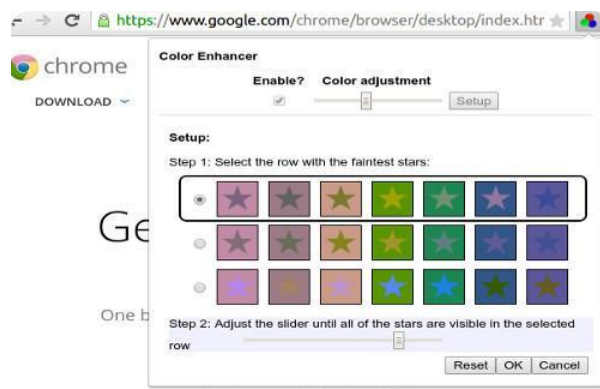 https://www.google.com/chrome/browser/desktop/index.htr
chrome
DOWNLOAD
Color Enhancer
Enable? Color adjustment
Setup
Setup:
Step 1: Select the row with the faintest stars:
Ge
One b
Step 2: Adjust the slider until all of the stars are visible in the selected
row
Reset OK Cancel